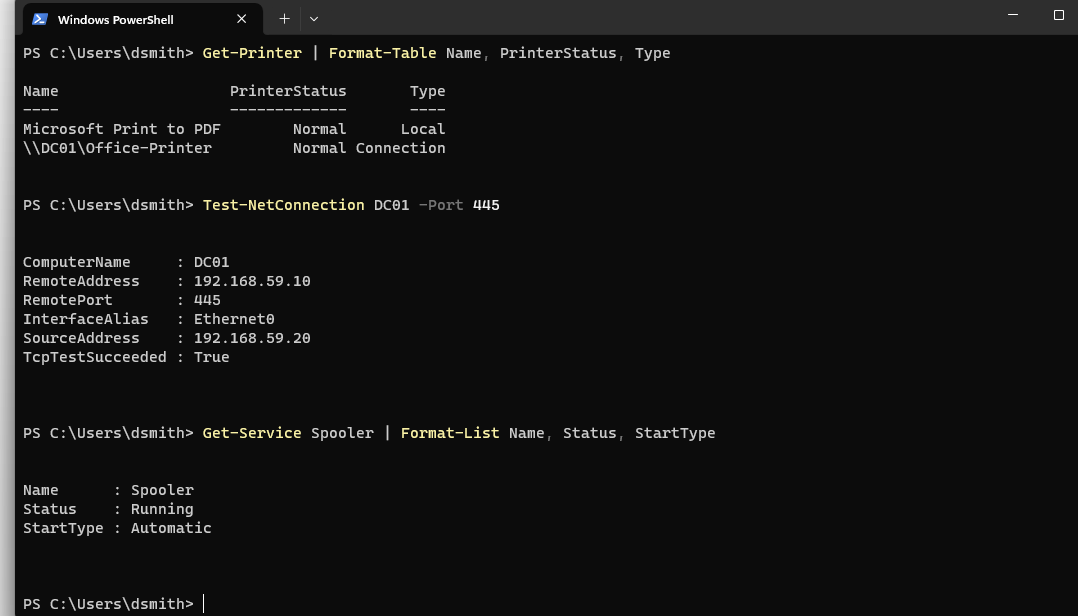 Windows PowerShell
PS C:\Users\dsmith> Get-Printer | Format-Table Name, PrinterStatus, Type
Name                   PrinterStatus       Type
----                   -------------       ----
Microsoft Print to PDF        Normal      Local
\\DC01\Office-Printer         Normal Connection
PS C:\Users\dsmith> Test-NetConnection DC01 -Port 445
ComputerName     : DC01
RemoteAddress    : 192.168.59.10
RemotePort       : 445
InterfaceAlias   : Ethernet0
SourceAddress    : 192.168.59.20
TcpTestSucceeded : True
PS C:\Users\dsmith> Get-Service Spooler | Format-List Name, Status, StartType
Name      : Spooler
Status    : Running
StartType : Automatic
PS C:\Users\dsmith>